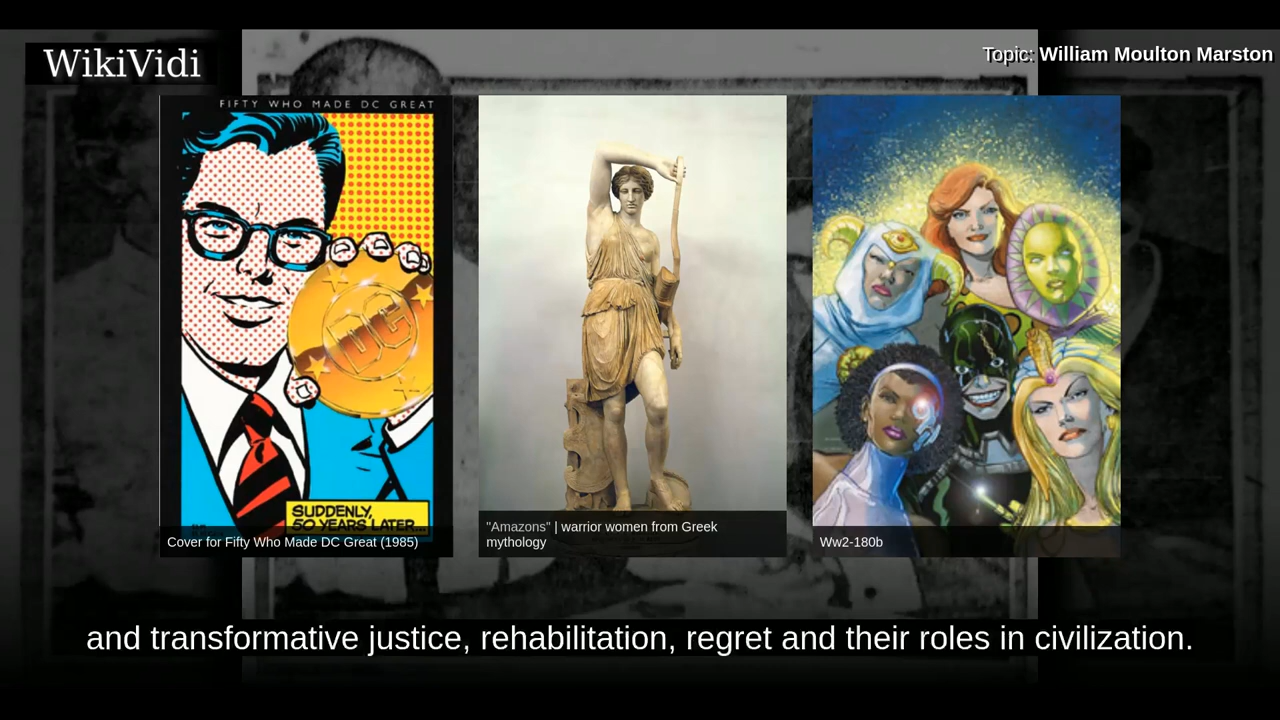 WikiVidi
Topic: William Moulton Marston
FIFTY WHO MADE DC GREAT
DC
SUDDENLY,
50 YEARS LATER...
Cover for Fifty Who Made DC Great (1985)
"Amazons" | warrior women from Greek
mythology
Ww2-180b
and transformative justice, rehabilitation, regret and their roles in civilization.